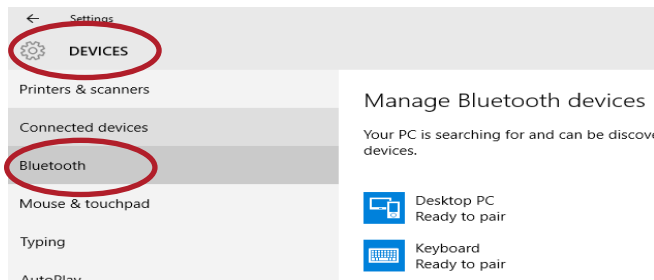 ← Settings
DEVICES
Printers & scanners
Connected devices
Bluetooth
Mouse & touchpad
Typing
AutoPlay
Manage Bluetooth devices
Your PC is searching for and can be
devices.
Desktop PC
Ready to pair
Keyboard
Ready to pair